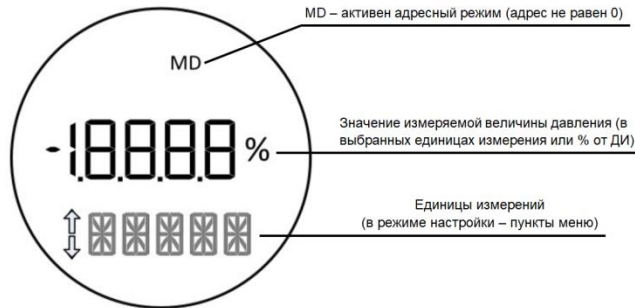 MD – активен адресный режим (адрес не равен 0)
MD
Значение измеряемой величины давления (в
выбранных единицах измерения или % от ДИ)
-1.8.8.8.8 %
Единицы измерений
(в режиме настройки – пункты меню)